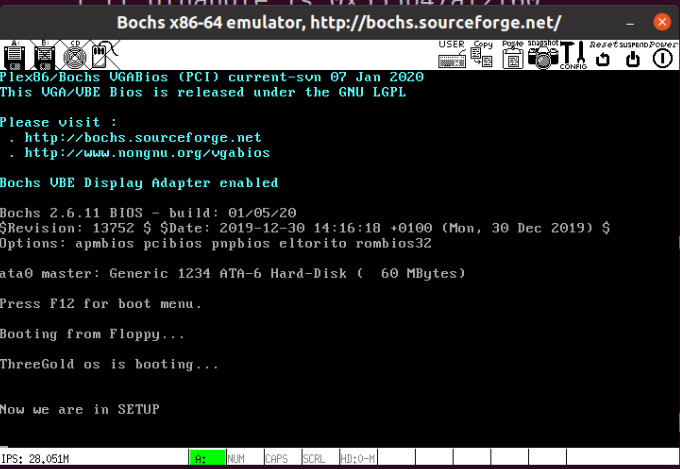 Bochs x86-64 emulator, http://bochs.sourceforge.net/
A:
B:
CD
USER
Copy
Paste
snapshot
CONFIG
Reset
SUSPEND
Power
Plex86/Bochs VGABios (PCI) current-svn 07 Jan 2020
This VGA/VBE Bios is released under the GNU LGPL
Please visit :
. http://bochs.sourceforge.net
. http://www.nongnu.org/vgabios
Bochs VBE Display Adapter enabled
Bochs 2.6.11 BIOS - build: 01/05/20
$Revision: 13752 $ $Date: 2019-12-30 14:16:18 +0100 (Mon, 30 Dec 2019) $
Options: apmbios pcibios pnpbios eltorito rombios32
ata0 master: Generic 1234 ATA-6 Hard-Disk (  60 MBytes)
Press F12 for boot menu.
Booting from Floppy...
ThreeGold os is booting...
Now we are in SETUP
IPS: 28.051M
A:
NUM
CAPS
SCRL
HD:0-M